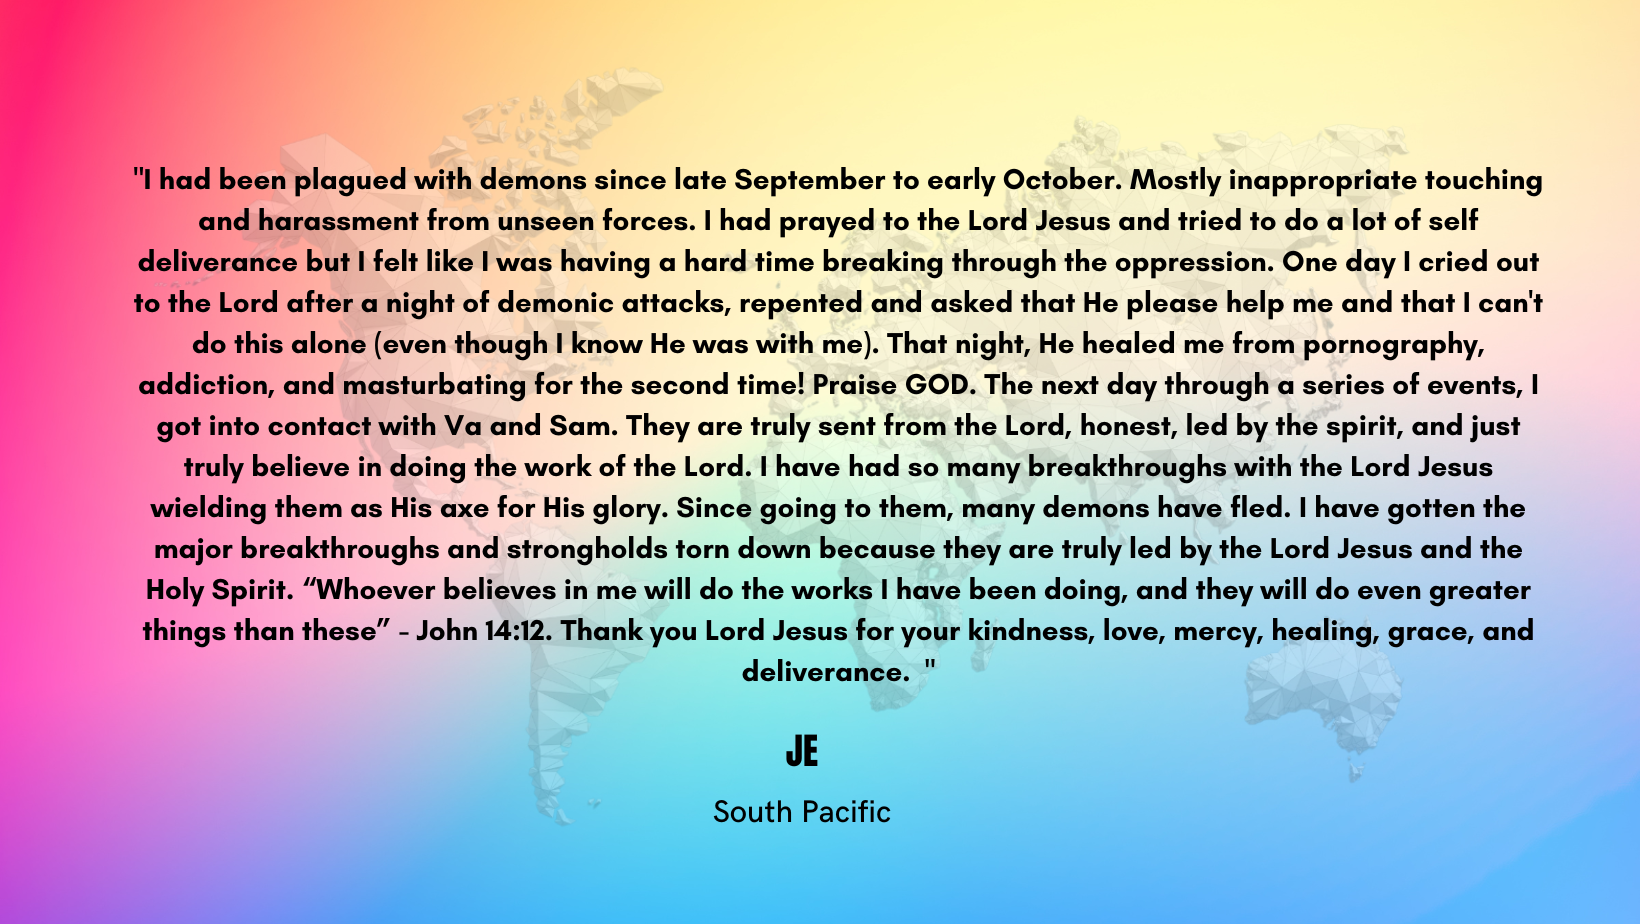 "I had been plagued with demons since late September to early October. Mostly inappropriate touching
and harassment from unseen forces. I had prayed to the Lord Jesus and tried to do a lot of self
deliverance but I felt like I was having a hard time breaking through the oppression. One day I cried out
to the Lord after a night of demonic attacks, repented and asked that He please help me and that I can't
do this alone (even though I know He was with me). That night, He healed me from pornography,
addiction, and masturbating for the second time! Praise GOD. The next day through a series of events, I
got into contact with Va and Sam. They are truly sent from the Lord, honest, led by the spirit, and just
truly believe in doing the work of the Lord. I have had so many breakthroughs with the Lord Jesus
wielding them as His axe for His glory. Since going to them, many demons have fled. I have gotten the
major breakthroughs and strongholds torn down because they are truly led by the Lord Jesus and the
Holy Spirit. “Whoever believes in me will do the works I have been doing, and they will do even greater
things than these” - John 14:12. Thank you Lord Jesus for your kindness, love, mercy, healing, grace, and
deliverance.  "
JE
South Pacific